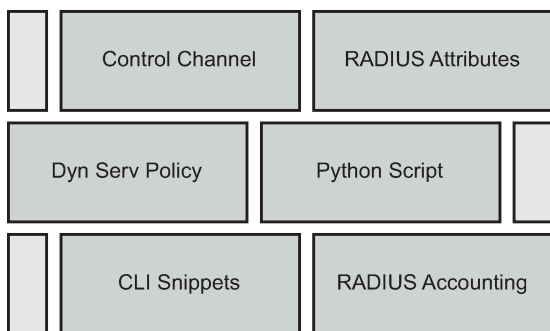 Control Channel
RADIUS Attributes
Dyn Serv Policy
Python Script
CLI Snippets
RADIUS Accounting